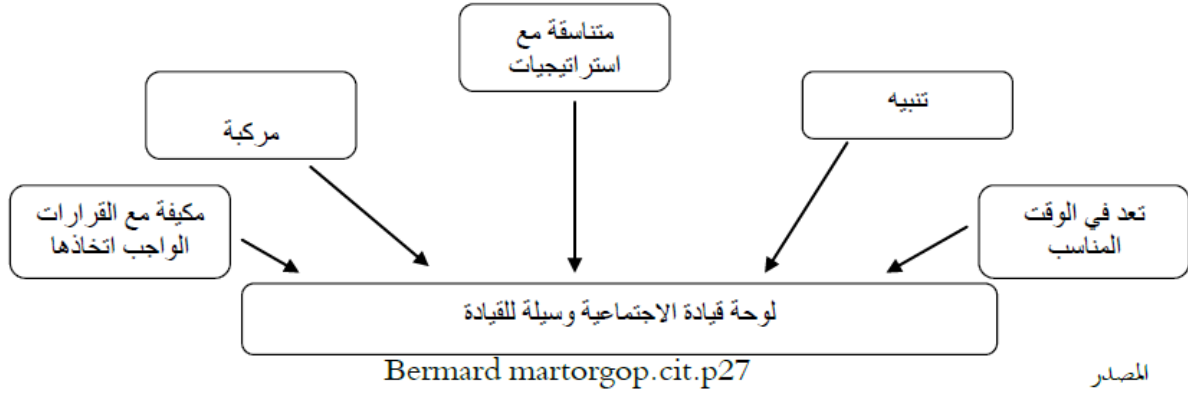 متناسقة مع
استراتيجيات
تنبيه
مركبة
تعد في الوقت
المناسب
مكيفة مع القرارات
الواجب اتخاذها
لوحة قيادة الاجتماعية وسيلة للقيادة
المصدر
Bermard martorgop.cit.p27